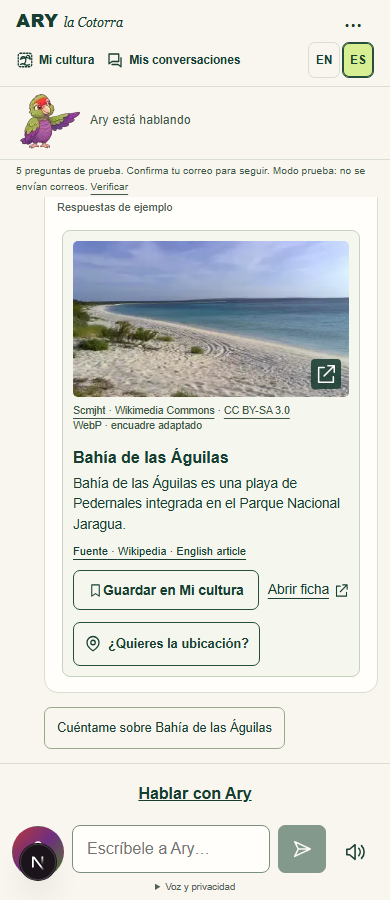 ARY la Cotorra
...
Mi cultura
Mis conversaciones
EN
ES
Ary está hablando
5 preguntas de prueba. Confirma tu correo para seguir. Modo prueba: no se
envían correos. Verificar
Respuestas de ejemplo
Scmjht · Wikimedia Commons · CC BY-SA 3.0
WebP · encuadre adaptado
Bahía de las Águilas
Bahía de las Águilas es una playa de
Pedernales integrada en el Parque Nacional
Jaragua.
Fuente · Wikipedia · English article
Guardar en Mi cultura
Abrir ficha
¿Quieres la ubicación?
Cuéntame sobre Bahía de las Águilas
Hablar con Ary
N
Escríbele a Ary...
Voz y privacidad